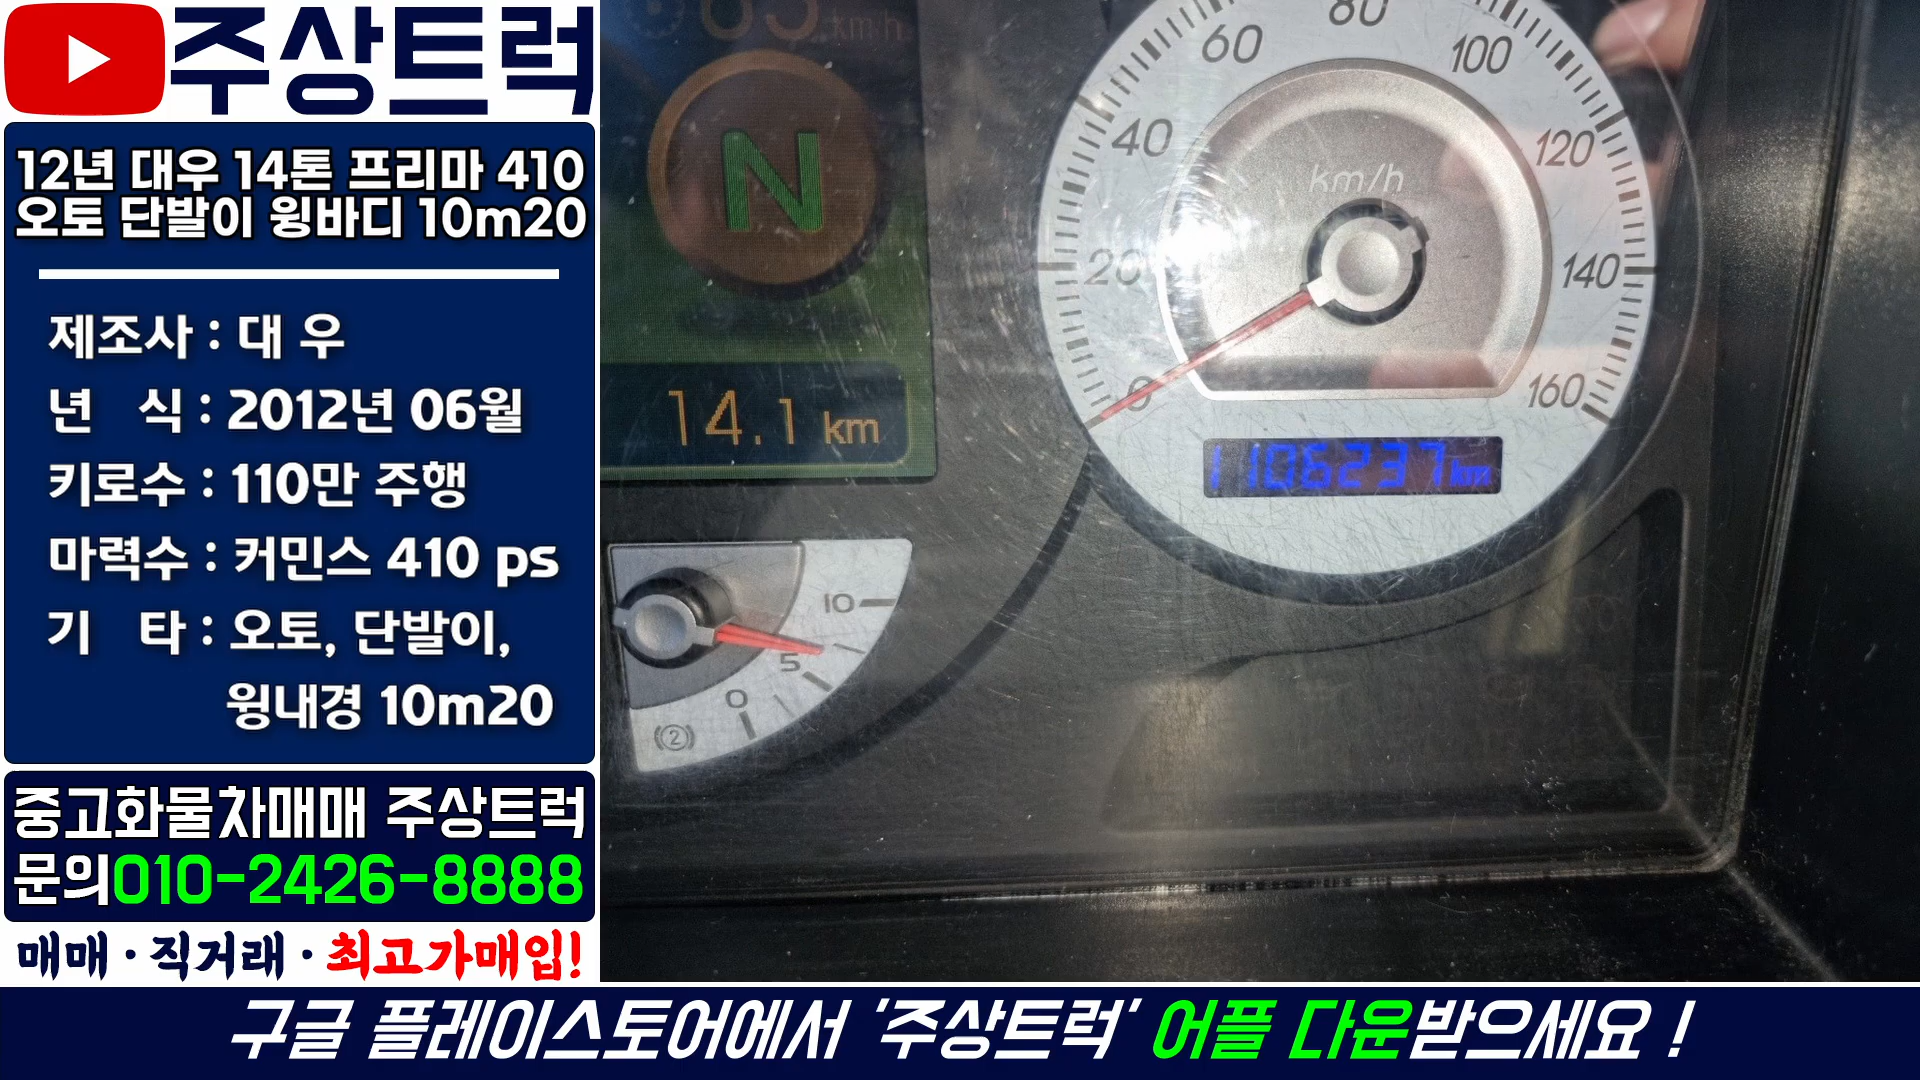 주상트럭
12년 대우 14톤 프리마 410
오토 단발이 윙바디 10m20
제조사 : 대 우
년 식 : 2012년 06월
키로수 : 110만 주행
마력수 : 커민스 410 ps
기 타 : 오토, 단발이,
윙내경 10m20
중고화물차매매 주상트럭
문의010-2426-8888
매매·직거래·최고가매입!
km/h
N
14.1 km
0
20
40
60
80
100
120
140
160
km/h
1106237km
10
5
0
(2)
구글 플레이스토어에서 '주상트럭' 어플 다운받으세요 !